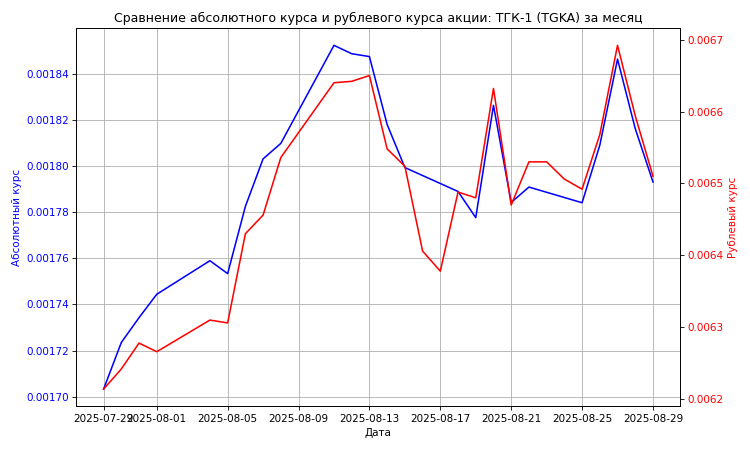 Сравнение абсолютного курса и рублевого курса акции: ТГК-1 (TGKA) за месяц
0.00184
0.00182
0.00180
0.00178
0.00176
0.00174
0.00172
0.00170
Абсолютный курс
0.0067
0.0066
0.0065
0.0064
0.0063
0.0062
Рублевый курс
2025-07-29 2025-08-01 2025-08-05 2025-08-09 2025-08-13 2025-08-17 2025-08-21 2025-08-25 2025-08-29
Дата